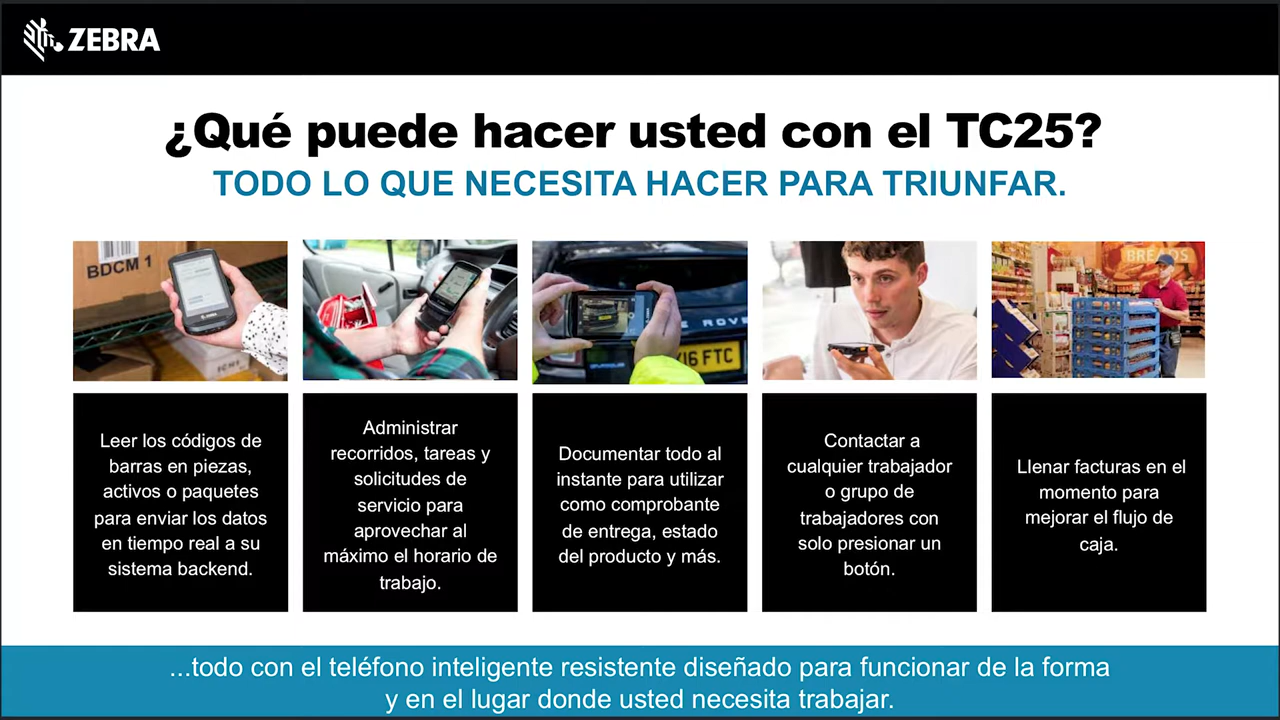 ZEBRA
¿Qué puede hacer usted con el TC25?
TODO LO QUE NECESITA HACER PARA TRIUNFAR.
BDCM 1
ROV
16 FTC
BREADS
Leer los códigos de
barras en piezas,
activos o paquetes
para enviar los datos
en tiempo real a su
sistema backend.
Administrar
recorridos, tareas y
solicitudes de
servicio para
aprovechar al
máximo el horario de
trabajo.
Documentar todo al
instante para utilizar
como comprobante
de entrega, estado
del producto y más.
Contactar a
cualquier trabajador
o grupo de
trabajadores con
solo presionar un
botón.
Llenar facturas en el
momento para
mejorar el flujo de
caja.
...todo con el teléfono inteligente resistente diseñado para funcionar de la forma
y en el lugar donde usted necesita trabajar.